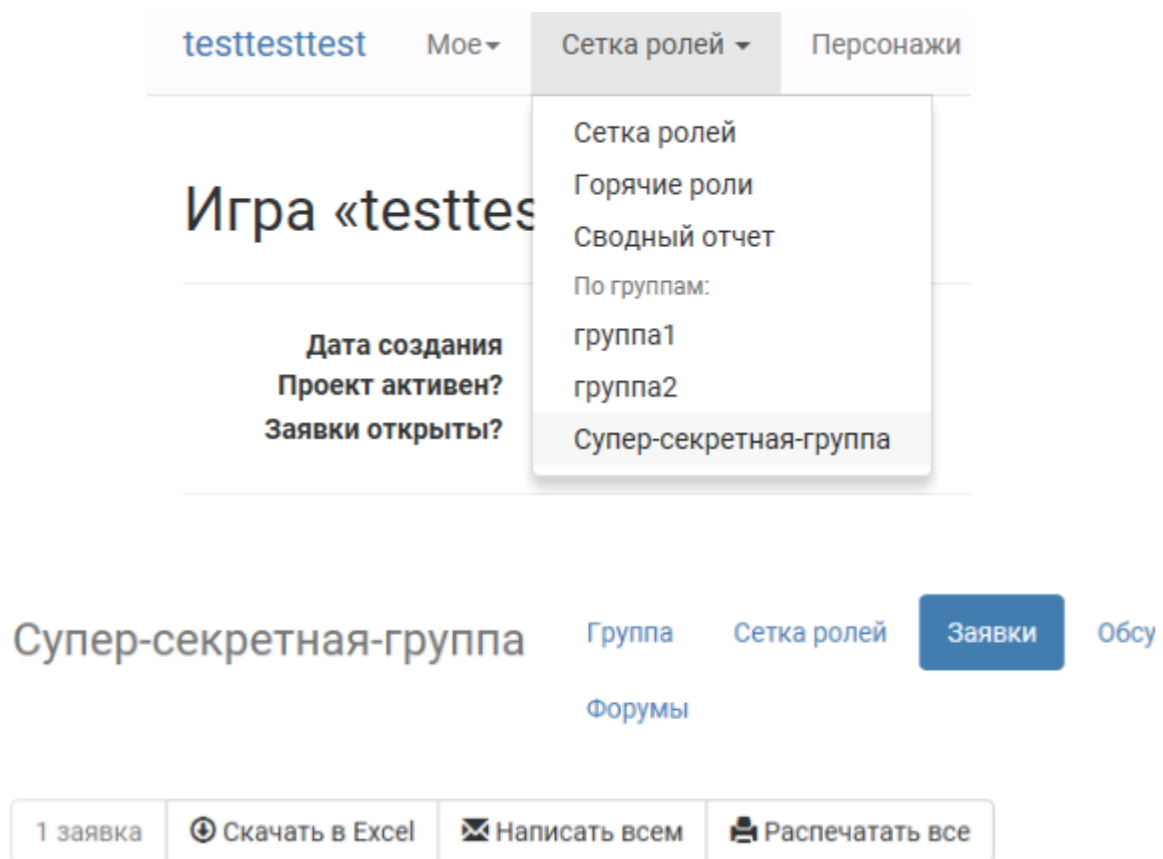 testtesttest Мое Сетка ролей Персонажи
Сетка ролей
Горячие роли
Сводный отчет
По группам:
группа1
группа2
Супер-секретная-группа
Игра «testtes
Дата создания
Проект активен?
Заявки открыты?
Супер-секретная-группа Группа Сетка ролей Заявки Обсу
Форумы
1 заявка Скачать в Excel Написать всем Распечатать все